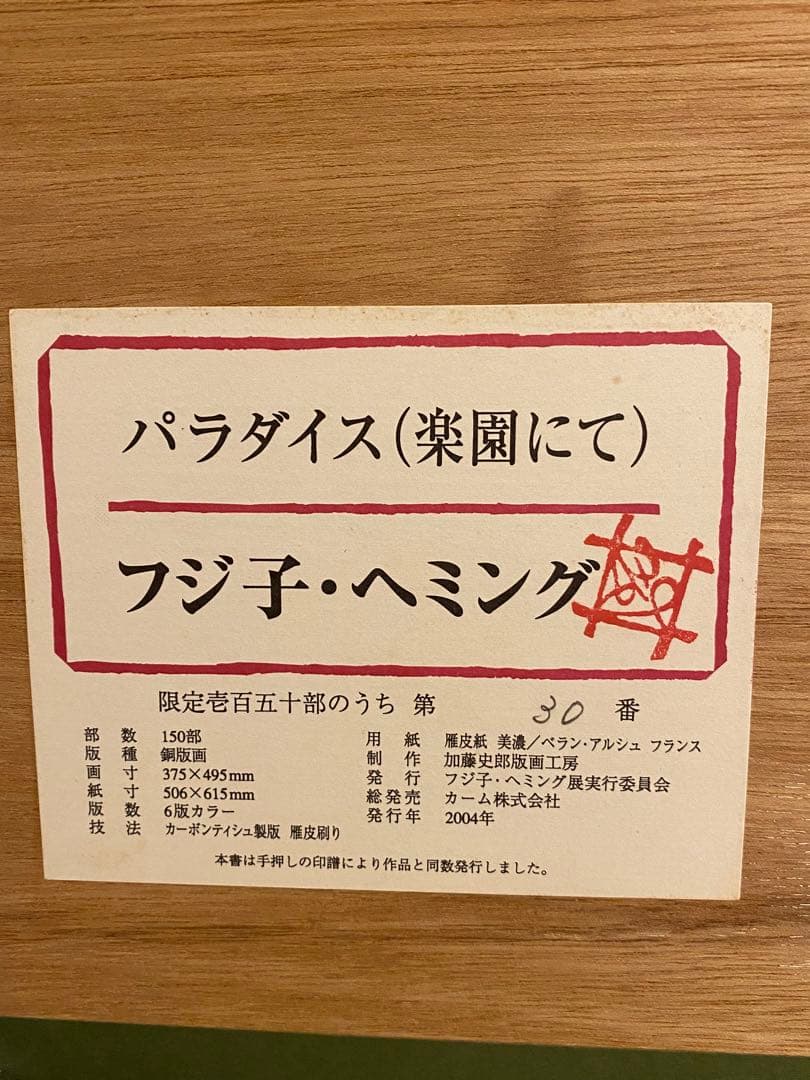 パラダイス(楽園にて)
フジ子・ヘミング
限定壱百五十部のうち 第 30 番
部 数 150部
版 種 銅版画
画 寸 375×495mm
紙 寸 506×615mm
版 数 6版カラー
技 法 カーボンティシュ製版 雁皮刷り
用 紙 雁皮紙 美濃/ベラン・アルシュ フランス
制 作 加藤史郎版画工房
発 行 フジ子・ヘミング展実行委員会
総発売 カーム株式会社
発行年 2004年
本書は手押しの印譜により作品と同数発行しました。